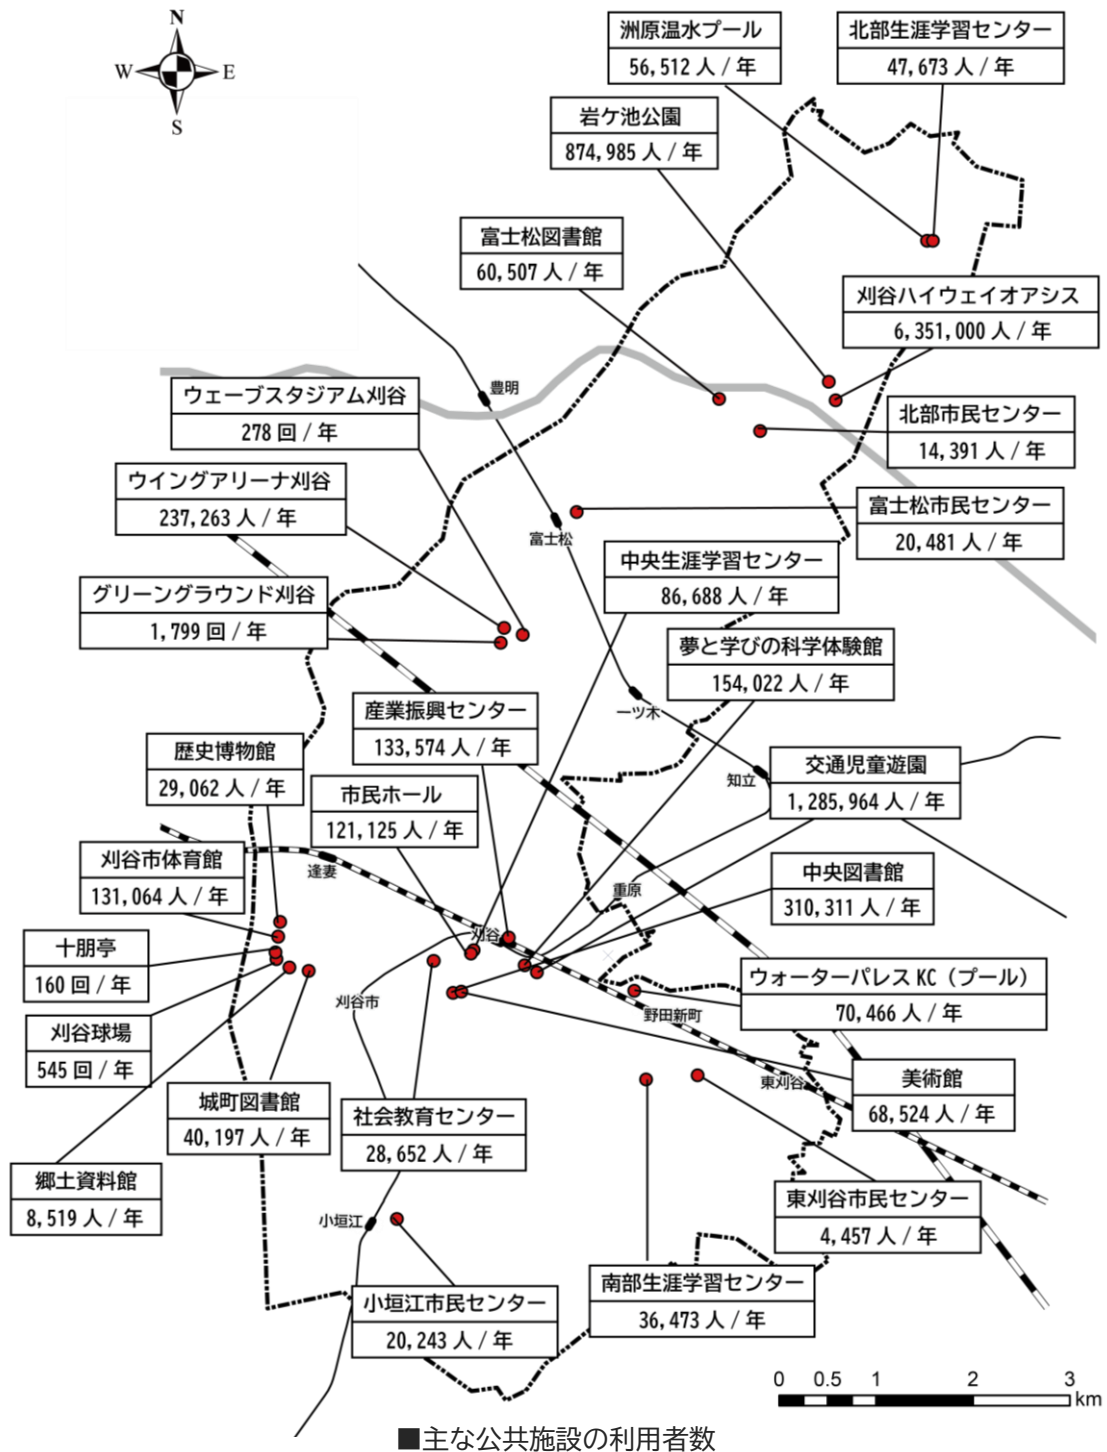 N
W
E
S
洲原温水プール
56,512 人 / 年
北部生涯学習センター
47,673 人 / 年
岩ケ池公園
874,985 人 / 年
富士松図書館
60,507 人 / 年
刈谷ハイウェイオアシス
6,351,000 人 / 年
豊明
ウェーブスタジアム刈谷
278 回 / 年
北部市民センター
14,391 人 / 年
ウイングアリーナ刈谷
237,263 人 / 年
富士松市民センター
20,481 人 / 年
富士松
中央生涯学習センター
86,688 人 / 年
グリーングラウンド刈谷
1,799 回 / 年
夢と学びの科学体験館
154,022 人 / 年
一ツ木
産業振興センター
133,574 人 / 年
歴史博物館
29,062 人 / 年
知立
交通児童遊園
1,285,964 人 / 年
市民ホール
121,125 人 / 年
刈谷市体育館
131,064 人 / 年
逢妻
重原
中央図書館
310,311 人 / 年
刈谷
十朋亭
160 回 / 年
ウォーターパレス KC（プール）
70,466 人 / 年
刈谷市
野田新町
刈谷球場
545 回 / 年
東刈谷
美術館
68,524 人 / 年
城町図書館
40,197 人 / 年
社会教育センター
28,652 人 / 年
郷土資料館
8,519 人 / 年
東刈谷市民センター
4,457 人 / 年
小垣江
南部生涯学習センター
36,473 人 / 年
小垣江市民センター
20,243 人 / 年
0 0.5 1 2 3
km
■主な公共施設の利用者数